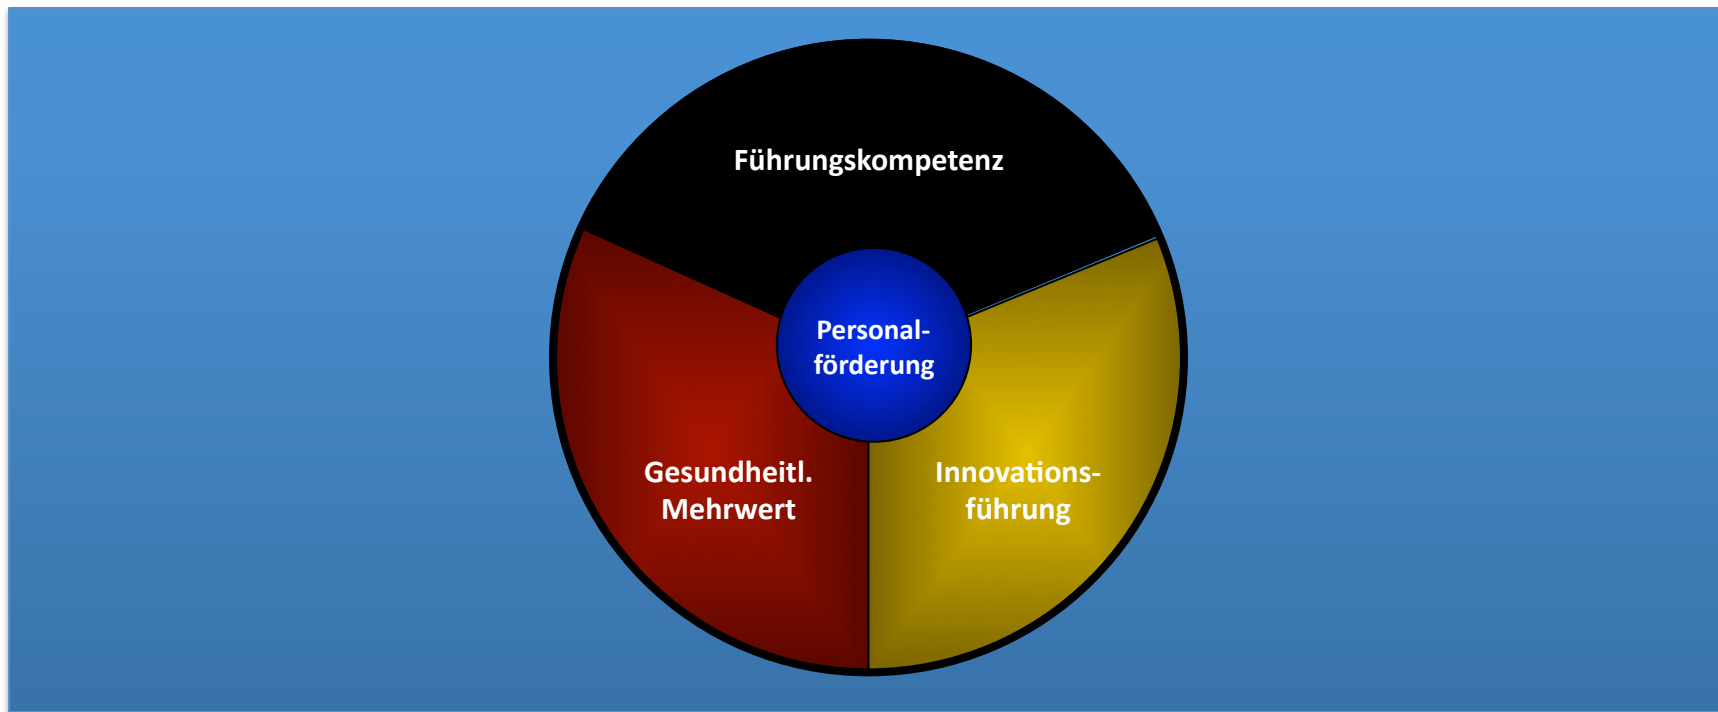 Führungskompetenz
Personal-
förderung
Gesundheitl.
Mehrwert
Innovations-
führung